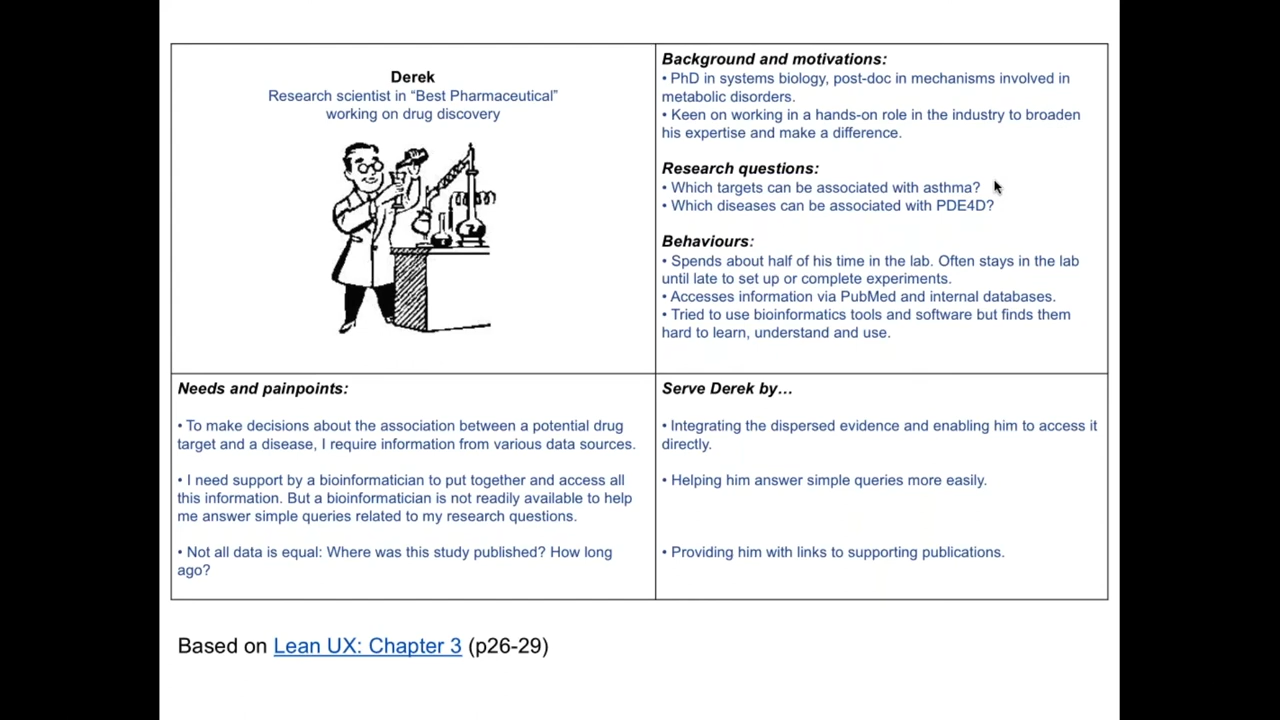 Derek
Research scientist in “Best Pharmaceutical”
working on drug discovery
Background and motivations:
• PhD in systems biology, post-doc in mechanisms involved in
metabolic disorders.
• Keen on working in a hands-on role in the industry to broaden
his expertise and make a difference.
Research questions:
• Which targets can be associated with asthma?
• Which diseases can be associated with PDE4D?
Behaviours:
• Spends about half of his time in the lab. Often stays in the lab
until late to set up or complete experiments.
• Accesses information via PubMed and internal databases.
• Tried to use bioinformatics tools and software but finds them
hard to learn, understand and use.
Needs and painpoints:
• To make decisions about the association between a potential drug
target and a disease, I require information from various data sources.
• I need support by a bioinformatician to put together and access all
this information. But a bioinformatician is not readily available to help
me answer simple queries related to my research questions.
• Not all data is equal: Where was this study published? How long
ago?
Serve Derek by…
• Integrating the dispersed evidence and enabling him to access it
directly.
• Helping him answer simple queries more easily.
• Providing him with links to supporting publications.
Based on Lean UX: Chapter 3 (p26-29)